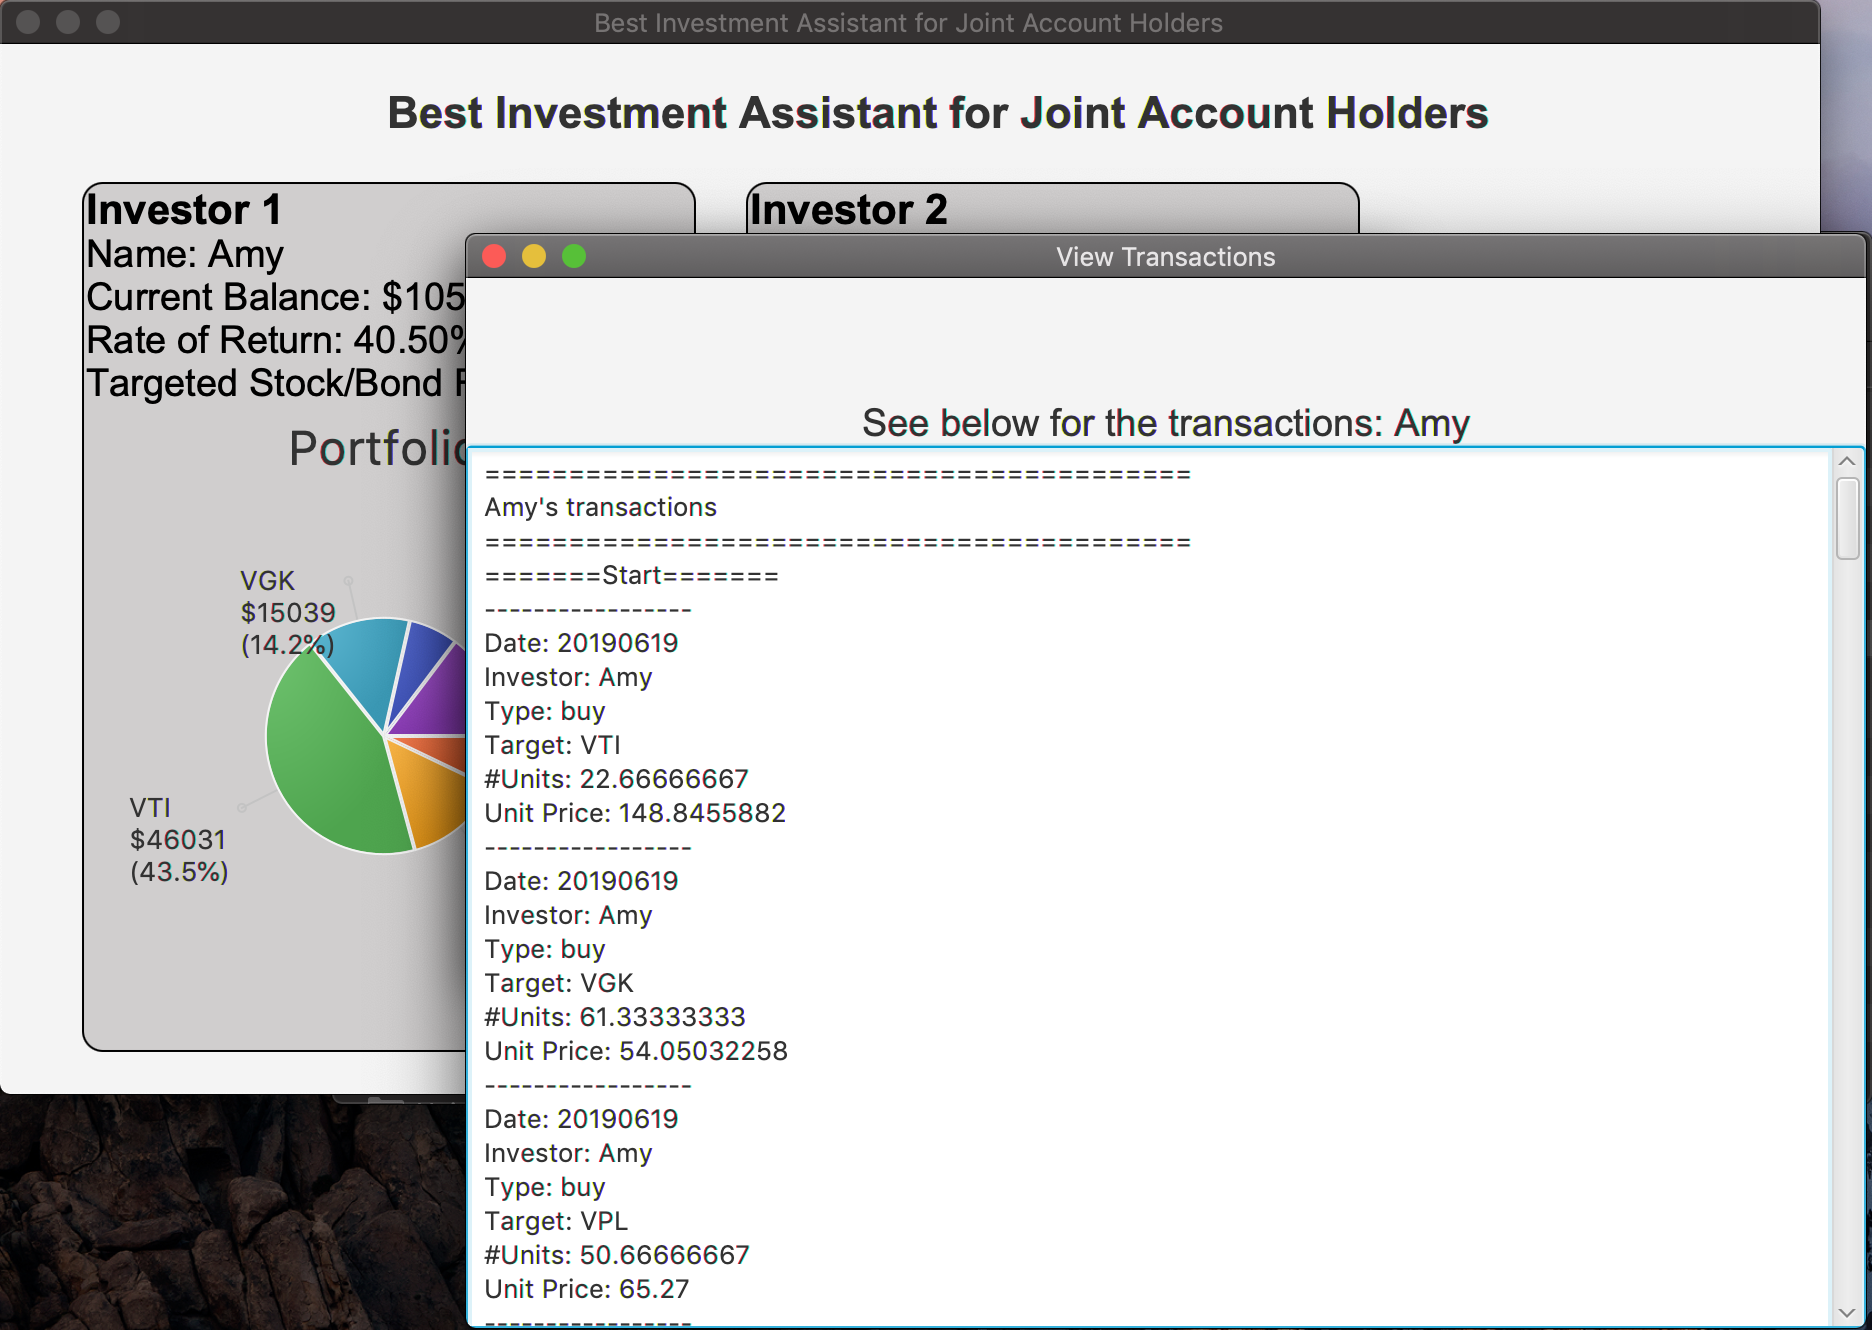 Best Investment Assistant for Joint Account Holders
Best Investment Assistant for Joint Account Holders
Investor 1
Name: Amy
Current Balance: $105
Rate of Return: 40.50%
Targeted Stock/Bond
Portfolio
VGK
$15039
(14.2%)
VTI
$46031
(43.5%)
Investor 2
View Transactions
See below for the transactions: Amy
==========================================
Amy's transactions
==========================================
=======Start=======
-----------------
Date: 20190619
Investor: Amy
Type: buy
Target: VTI
#Units: 22.66666667
Unit Price: 148.8455882
-----------------
Date: 20190619
Investor: Amy
Type: buy
Target: VGK
#Units: 61.33333333
Unit Price: 54.05032258
-----------------
Date: 20190619
Investor: Amy
Type: buy
Target: VPL
#Units: 50.66666667
Unit Price: 65.27
-----------------